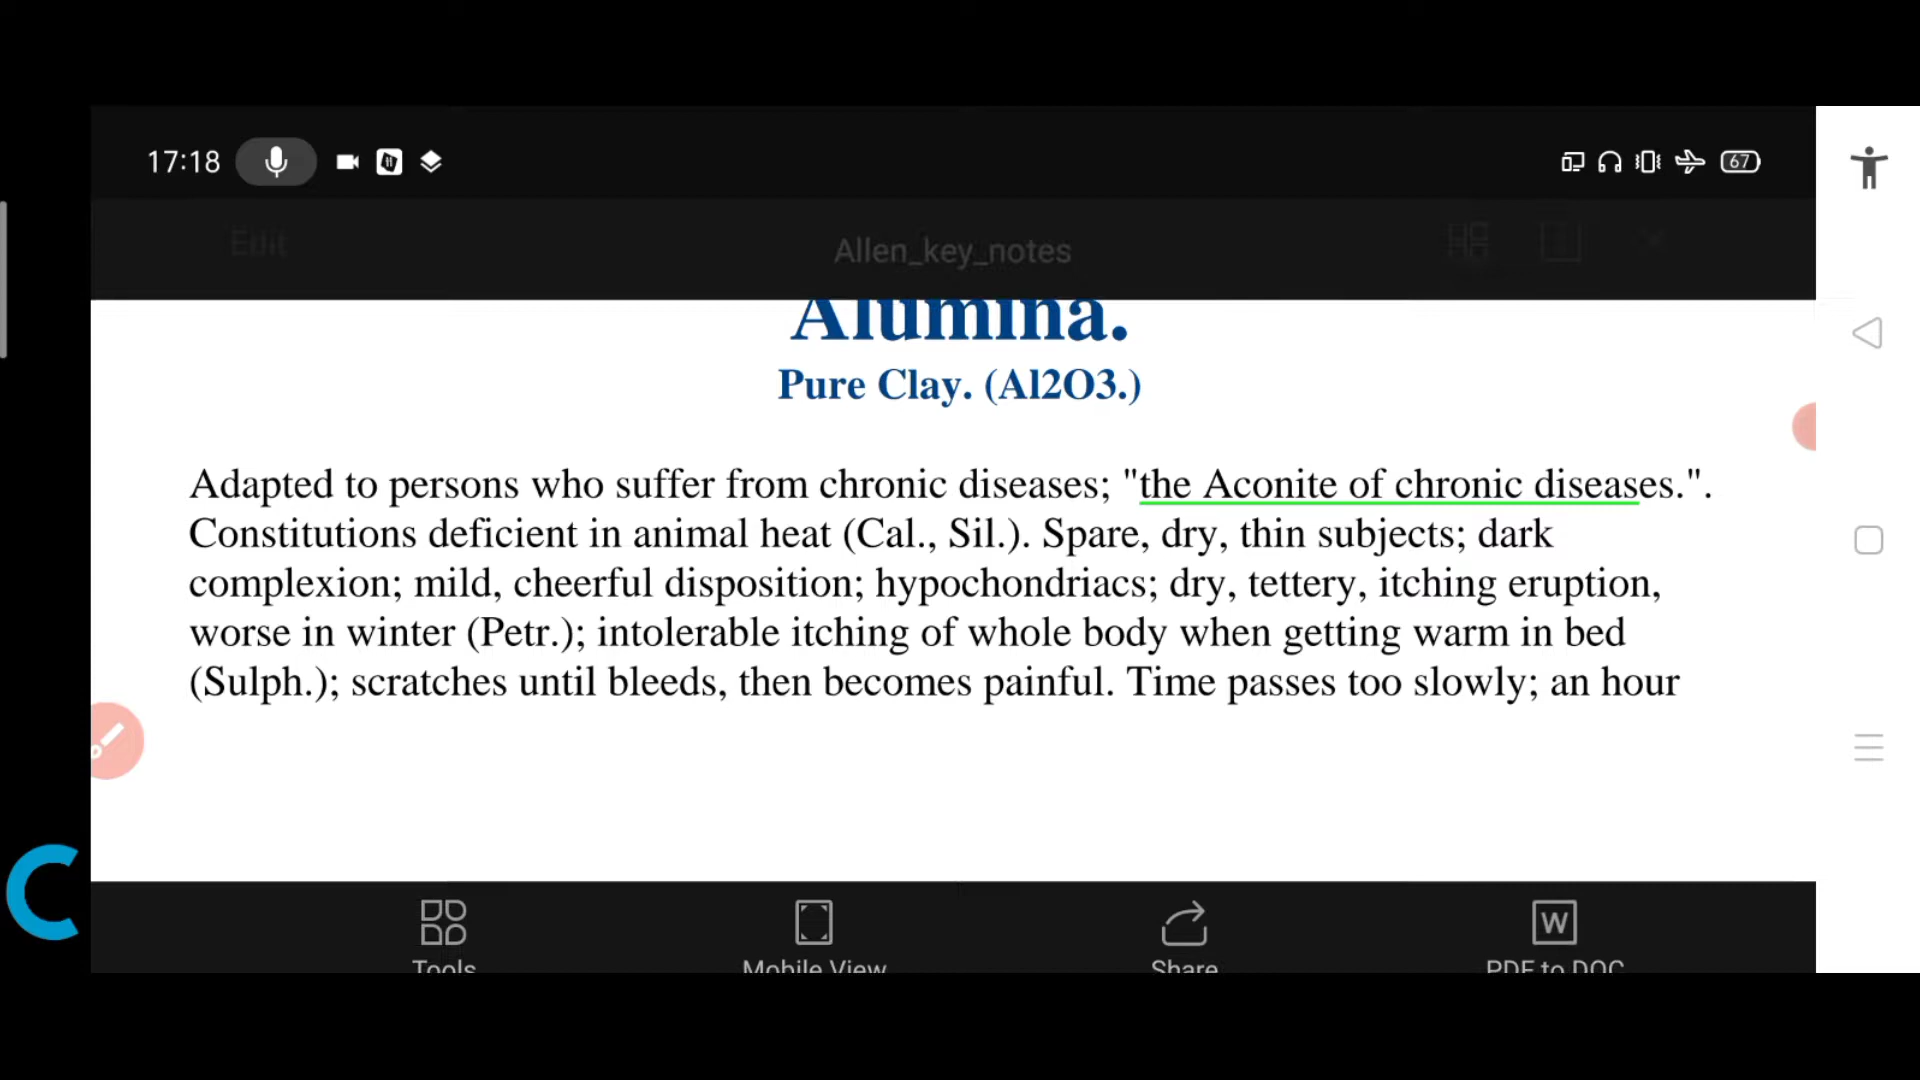 17:18
67
Edit
Allen_key_notes
Alumina.
Pure Clay. (Al2O3.)
Adapted to persons who suffer from chronic diseases; "the Aconite of chronic diseases.".
Constitutions deficient in animal heat (Cal., Sil.). Spare, dry, thin subjects; dark
complexion; mild, cheerful disposition; hypochondriacs; dry, tettery, itching eruption,
worse in winter (Petr.); intolerable itching of whole body when getting warm in bed
(Sulph.); scratches until bleeds, then becomes painful. Time passes too slowly; an hour
W
Tools
Mobile View
Share
PDF to DOC
C